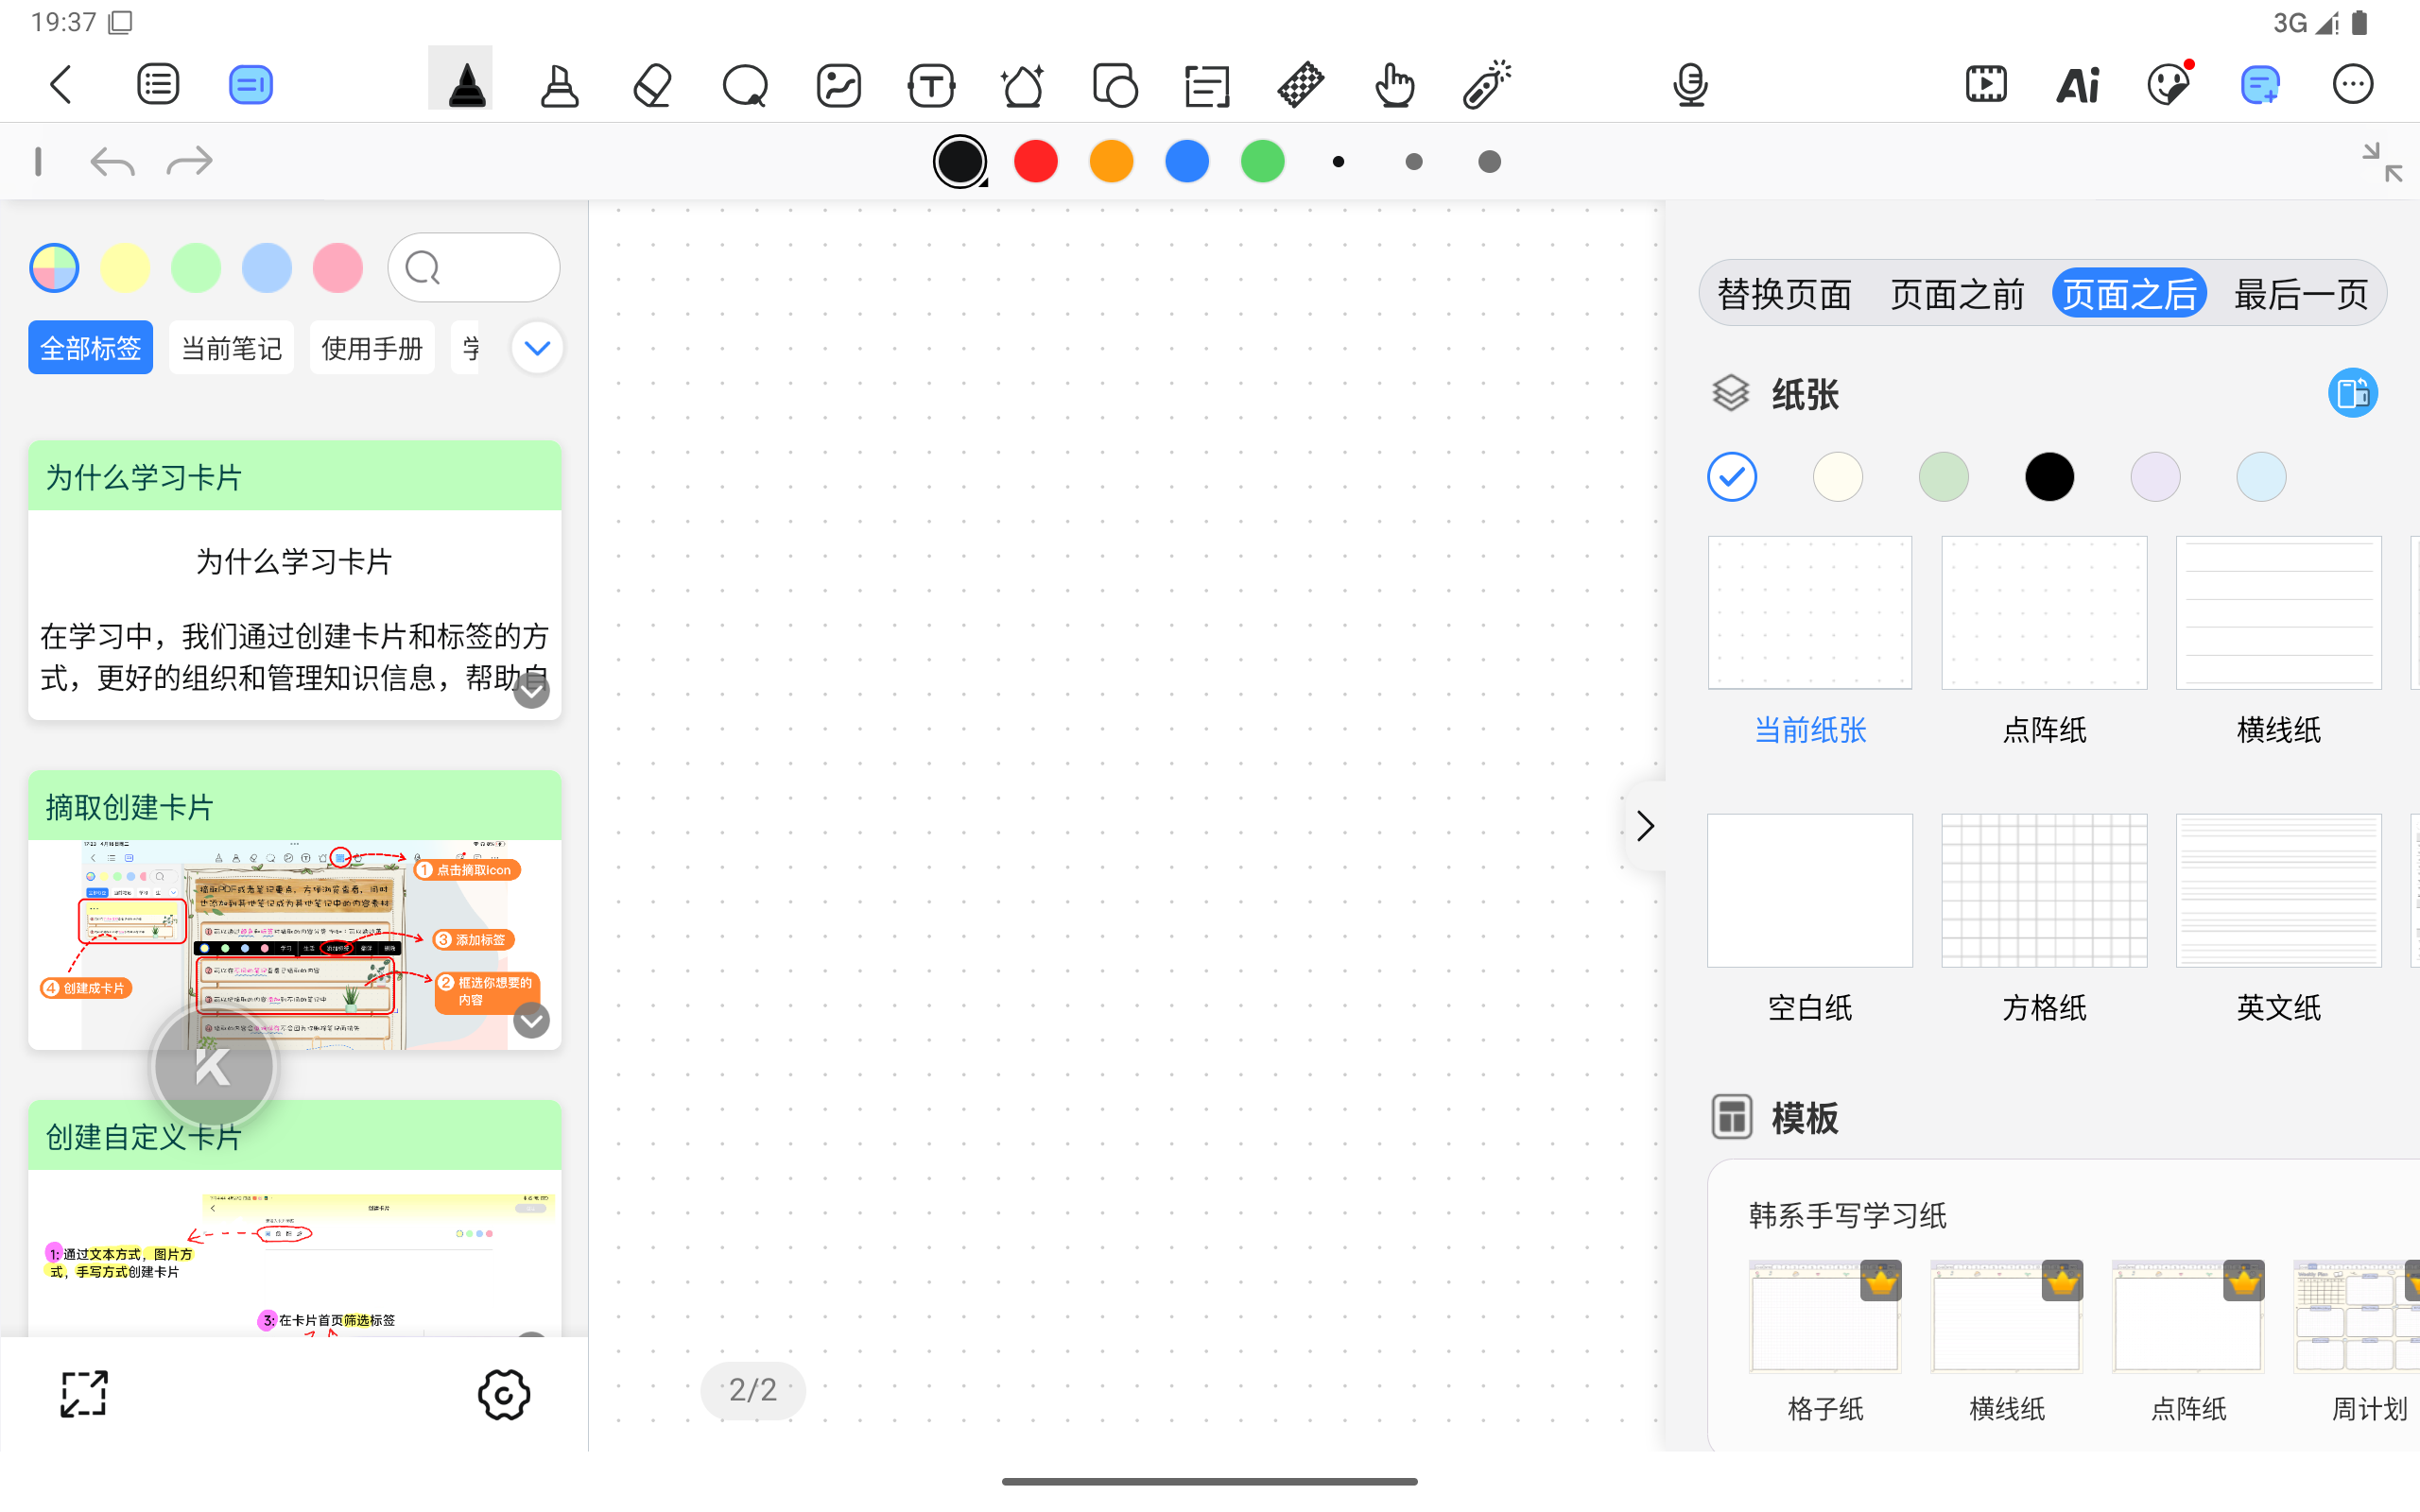 19:37
3G
Ai
全部标签 当前笔记 使用手册
为什么学习卡片
为什么学习卡片
在学习中，我们通过创建卡片和标签的方
式，更好的组织和管理知识信息，帮助自
摘取创建卡片
1 点击摘取icon
3 添加标签
2 框选你想要的
内容
4 创建成卡片
创建自定义卡片
创建卡片
1: 通过文本方式，图片方
式，手写方式创建卡片
3: 在卡片首页筛选标签
2/2
替换页面 页面之前 页面之后 最后一页
纸张
当前纸张 点阵纸 横线纸
空白纸 方格纸 英文纸
模板
韩系手写学习纸
格子纸 横线纸 点阵纸 周计划